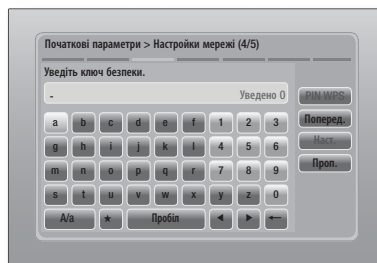 Початкові параметри > Настройки мережі (4/5)
Уведіть ключ безпеки.
- Уведено 0
PIN WPS
a b c d e f 1 2 3
Поперед.
g h i j k l 4 5 6
Наст.
m n o p q r 7 8 9
Проп.
s t u v w x y z 0
A/a ★ Пробіл ◀ ▶ ←